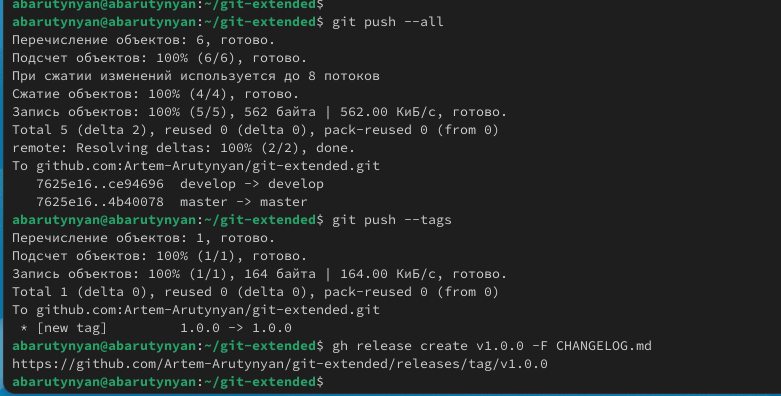 abarutynyan@abarutynyan:~/git-extended$
abarutynyan@abarutynyan:~/git-extended$ git push --all
Перечисление объектов: 6, готово.
Подсчет объектов: 100% (6/6), готово.
При сжатии изменений используется до 8 потоков
Сжатие объектов: 100% (4/4), готово.
Запись объектов: 100% (5/5), 562 байта | 562.00 КиБ/с, готово.
Total 5 (delta 2), reused 0 (delta 0), pack-reused 0 (from 0)
remote: Resolving deltas: 100% (2/2), done.
To github.com:Artem-Arutynyan/git-extended.git
   7625e16..ce94696  develop -> develop
   7625e16..4b40078  master -> master
abarutynyan@abarutynyan:~/git-extended$ git push --tags
Перечисление объектов: 1, готово.
Подсчет объектов: 100% (1/1), готово.
Запись объектов: 100% (1/1), 164 байта | 164.00 КиБ/с, готово.
Total 1 (delta 0), reused 0 (delta 0), pack-reused 0 (from 0)
To github.com:Artem-Arutynyan/git-extended.git
 * [new tag]         1.0.0 -> 1.0.0
abarutynyan@abarutynyan:~/git-extended$ gh release create v1.0.0 -F CHANGELOG.md
https://github.com/Artem-Arutynyan/git-extended/releases/tag/v1.0.0
abarutynyan@abarutynyan:~/git-extended$